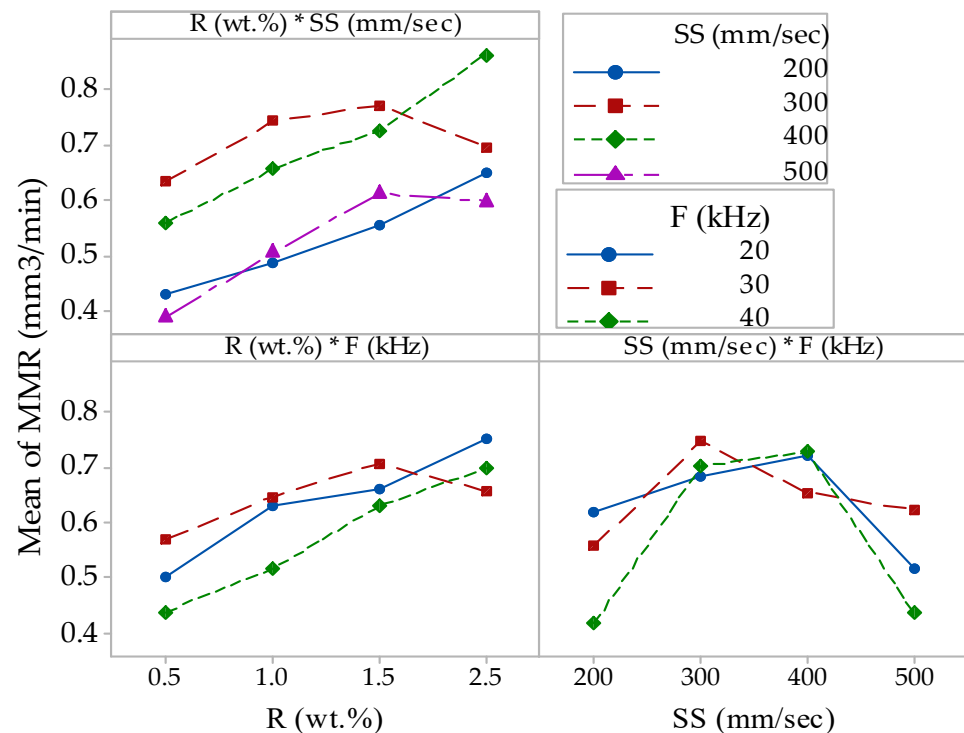 R (wt.%) * SS (mm/sec)
SS (mm/sec)
200
300
400
500
F (kHz)
20
30
40
Mean of MMR (mm3/min)
0.8
0.7
0.6
0.5
0.4
R (wt.%) * F (kHz)
SS (mm/sec) * F (kHz)
0.8
0.7
0.6
0.5
0.4
0.5 1.0 1.5 2.5
200 300 400 500
R (wt.%)
SS (mm/sec)